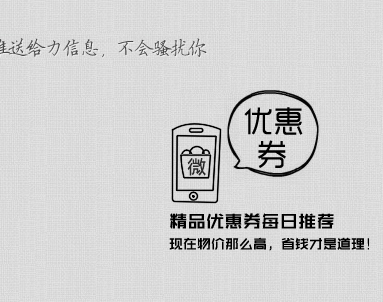 送给力信息，不会骚扰你
优惠
券
微
精品优惠券每日推荐
现在物价那么高，省钱才是道理！